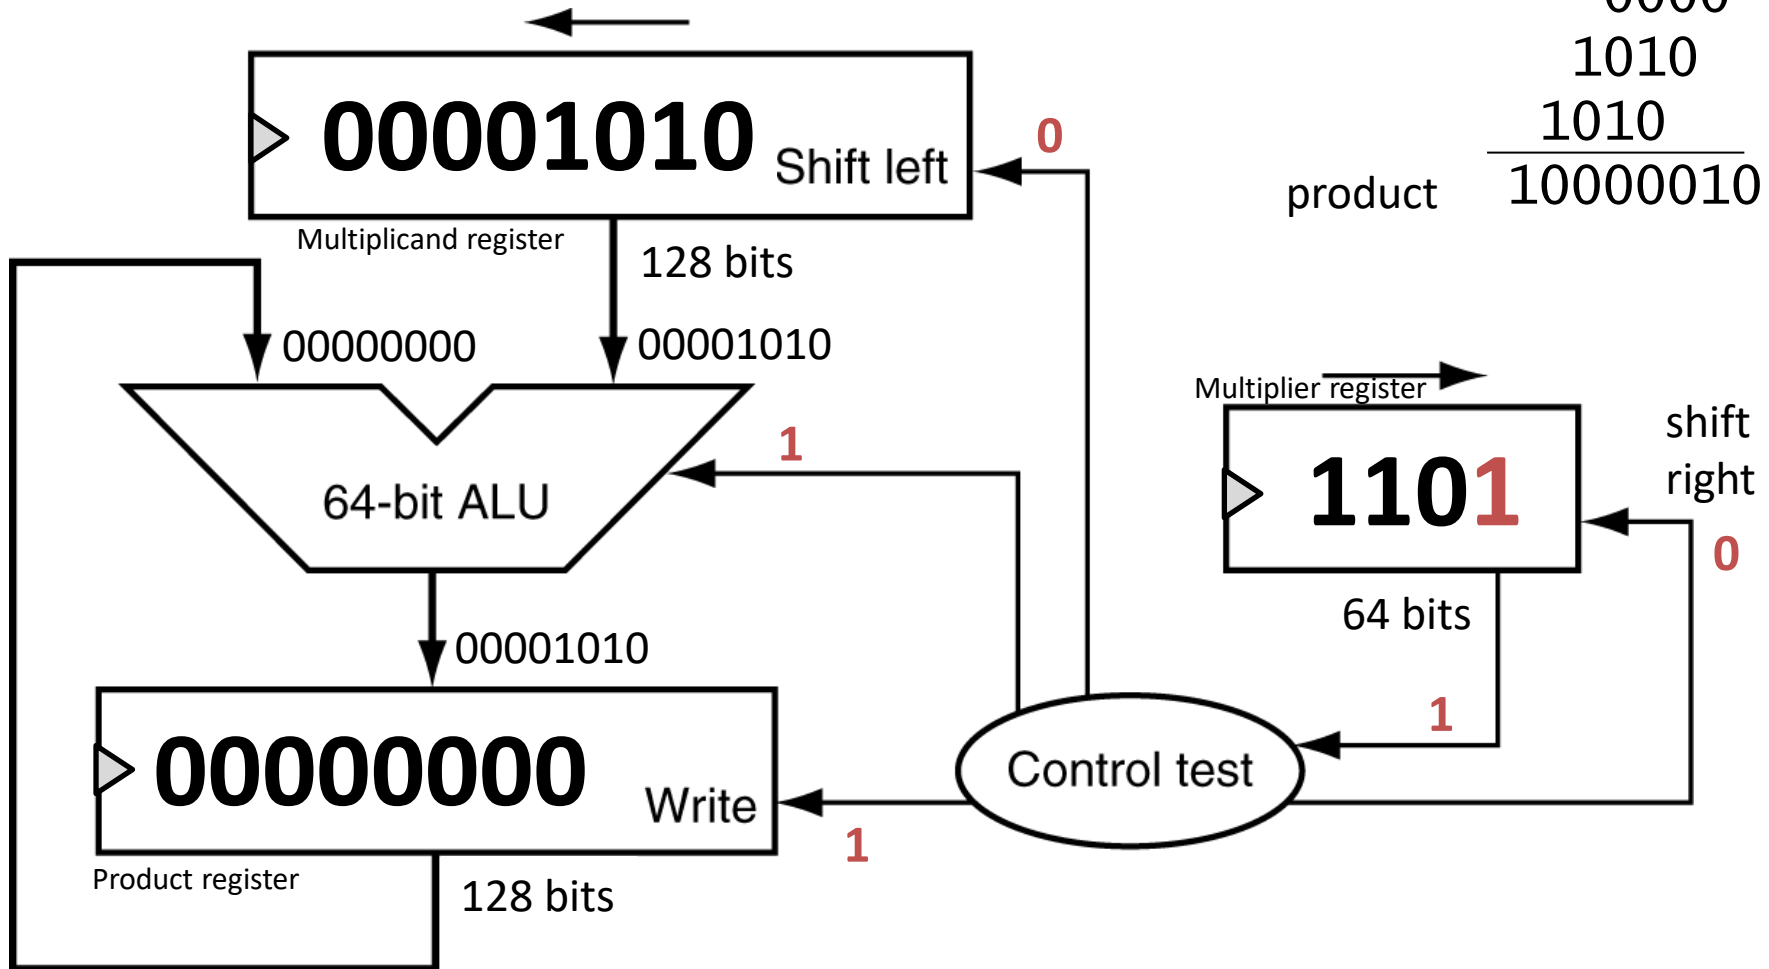 0000
1010
1010
product 10000010
00001010 Shift left
0
Multiplicand register
128 bits
00000000
00001010
Multiplier register
1101
shift
right
0
64 bits
1
64-bit ALU
1
00001010
00000000 Write
Control test
1
Product register
128 bits